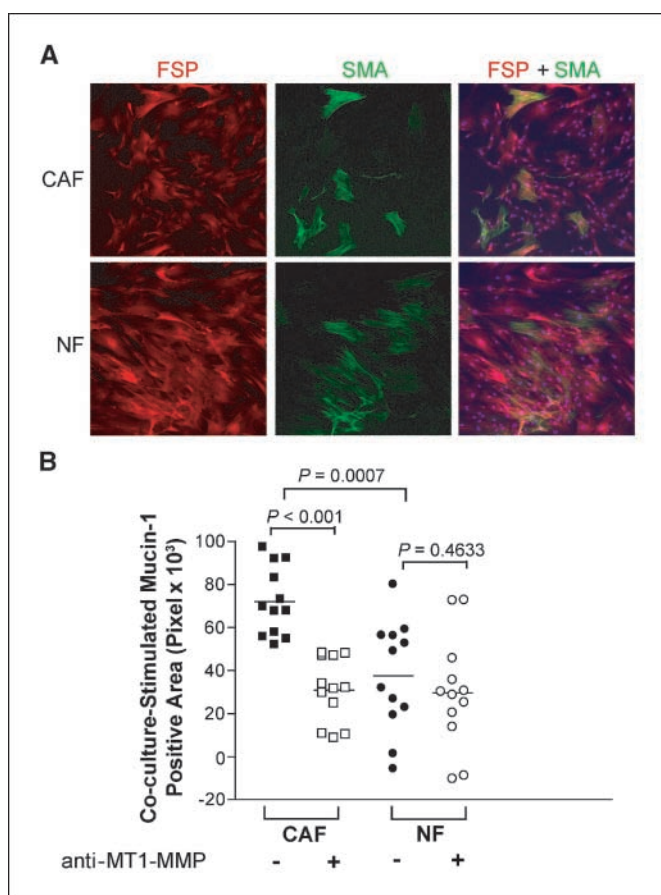 A
FSP SMA FSP + SMA
CAF
NF
B
P = 0.0007
P < 0.001
P = 0.4633
Co-culture-Stimulated Mucin-1
Positive Area (Pixel x 10³)
100
80
60
40
20
0
-20
CAF NF
anti-MT1-MMP - + - +